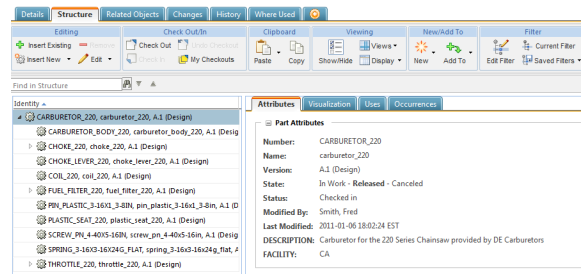 Details Structure Related Objects Changes History Where Used
Editing Check Out/In Clipboard Viewing New/Add To Filter
Insert Existing Remove Check Out Undo Checkout Views Current Filter
Insert New Edit Check In My Checkouts Paste Copy Show/Hide Display New Add To Edit Filter Saved Filters
Find in Structure
Identity
Attributes Visualization Uses Occurrences
CARBURETOR_220, carburetor_220, A.1 (Design)
CARBURETOR_BODY_220, carburetor_body_220, A.1 (Desig
CHOKE_220, choke_220, A.1 (Design)
CHOKE_LEVER_220, choke_lever_220, A.1 (Design)
COIL_220, coil_220, A.1 (Design)
FUEL_FILTER_220, fuel_filter_220, A.1 (Design)
PIN_PLASTIC_3-16X1_3-8IN, pin_plastic_3-16x1_3-8in, A.1 (D
PLASTIC_SEAT_220, plastic_seat_220, A.1 (Design)
SCREW_PN_4-40X5-16IN, screw_pn_4-40x5-16in, A.1 (Desig
SPRING_3-16X3-16X24G_FLAT, spring_3-16x3-16x24g_flat, A
THROTTLE_220, throttle_220, A.1 (Design)
Part Attributes
Number: CARBURETOR_220
Name: carburetor_220
Version: A.1 (Design)
State: In Work - Released - Canceled
Status: Checked in
Modified By: Smith, Fred
Last Modified: 2011-01-06 18:02:24 EST
DESCRIPTION: Carburetor for the 220 Series Chainsaw provided by DE Carburetors
FACILITY: CA